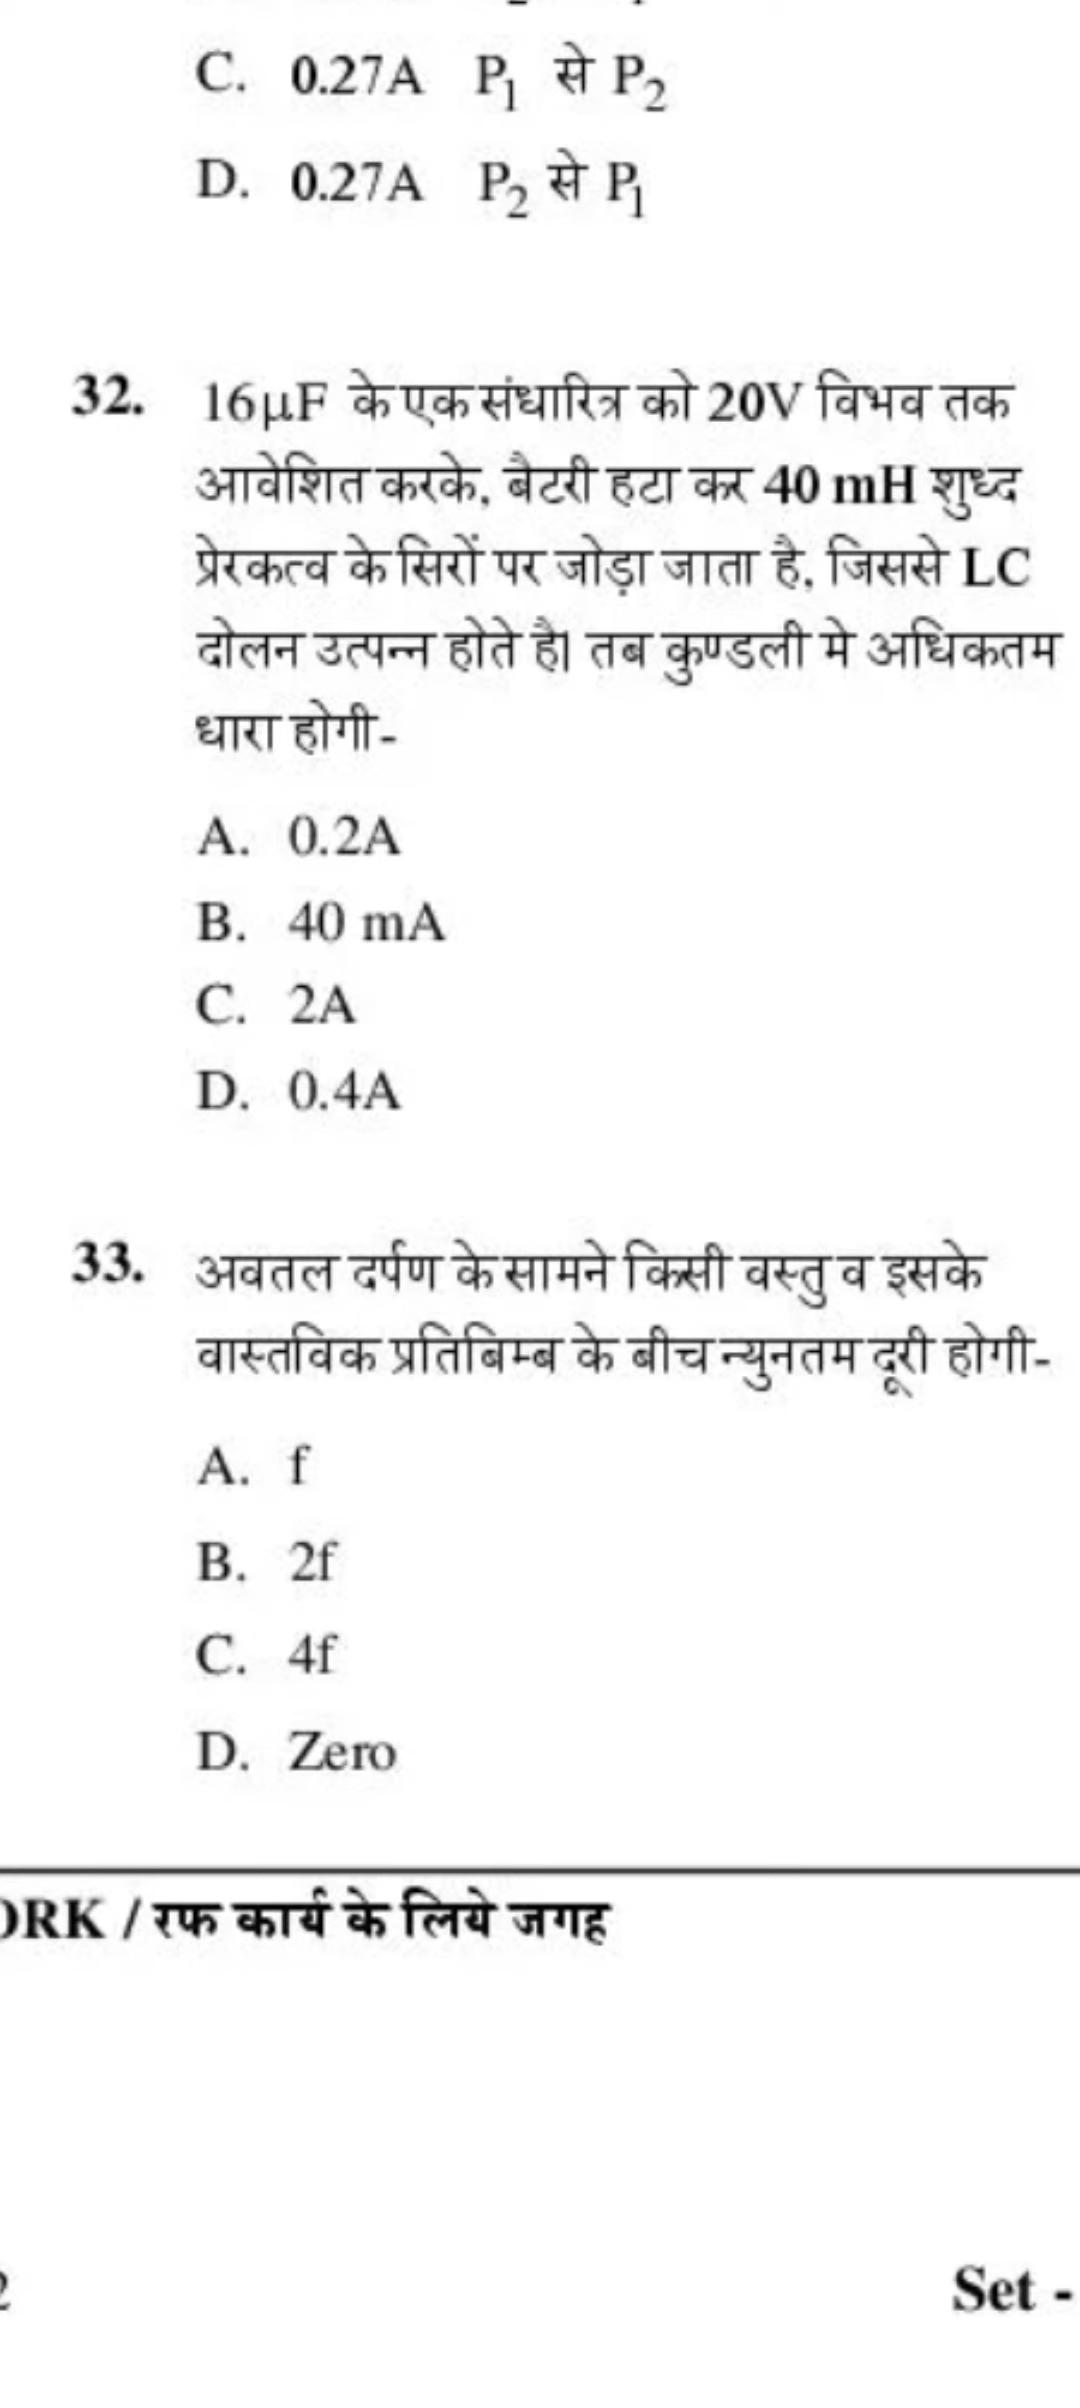 C. 0.27A P₁ से P₂
D. 0.27A P₂ से P₁
32. 16μF के एक संधारित्र को 20V विभव तक
आवेशित करके, बैटरी हटा कर 40 mH शुध्द
प्रेरकत्व के सिरों पर जोड़ा जाता है, जिससे LC
दोलन उत्पन्न होते है। तब कुण्डली मे अधिकतम
धारा होगी-
A. 0.2A
B. 40 mA
C. 2A
D. 0.4A
33. अवतल दर्पण के सामने किसी वस्तु व इसके
वास्तविक प्रतिबिम्ब के बीच न्युनतम दूरी होगी-
A. f
B. 2f
C. 4f
D. Zero
ORK / रफ कार्य के लिये जगह
2
Set -